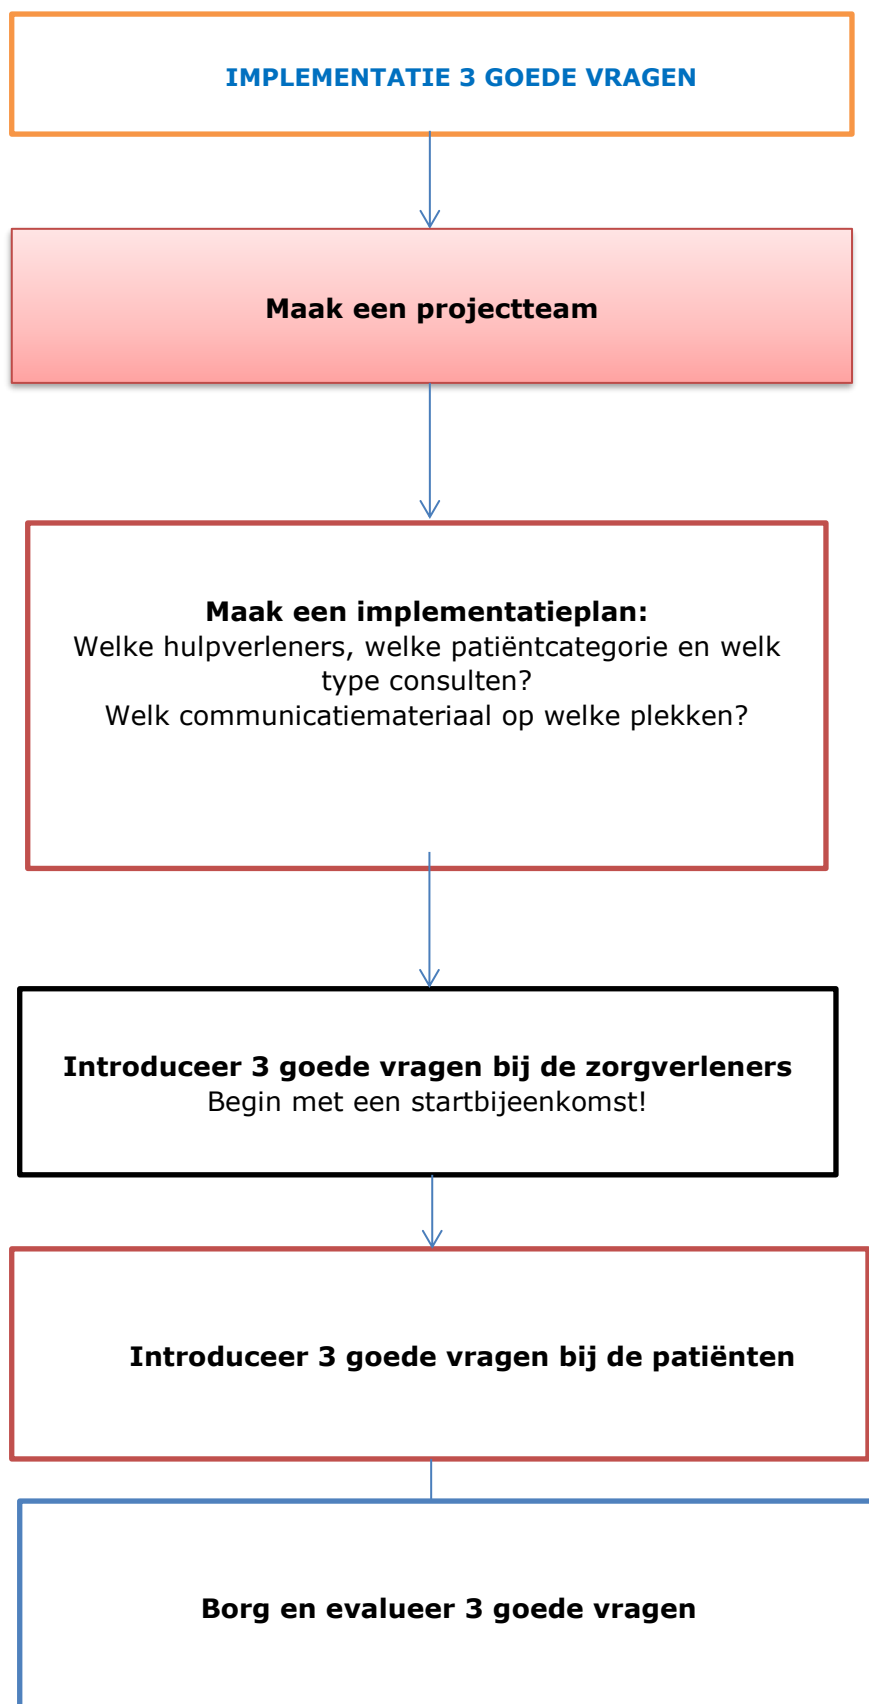 IMPLEMENTATIE 3 GOEDE VRAGEN
Maak een projectteam
Maak een implementatieplan:
Welke hulpverleners, welke patiëntcategorie en welk
type consulten?
Welk communicatiemateriaal op welke plekken?
Introduceer 3 goede vragen bij de zorgverleners
Begin met een startbijeenkomst!
Introduceer 3 goede vragen bij de patiënten
Borg en evalueer 3 goede vragen